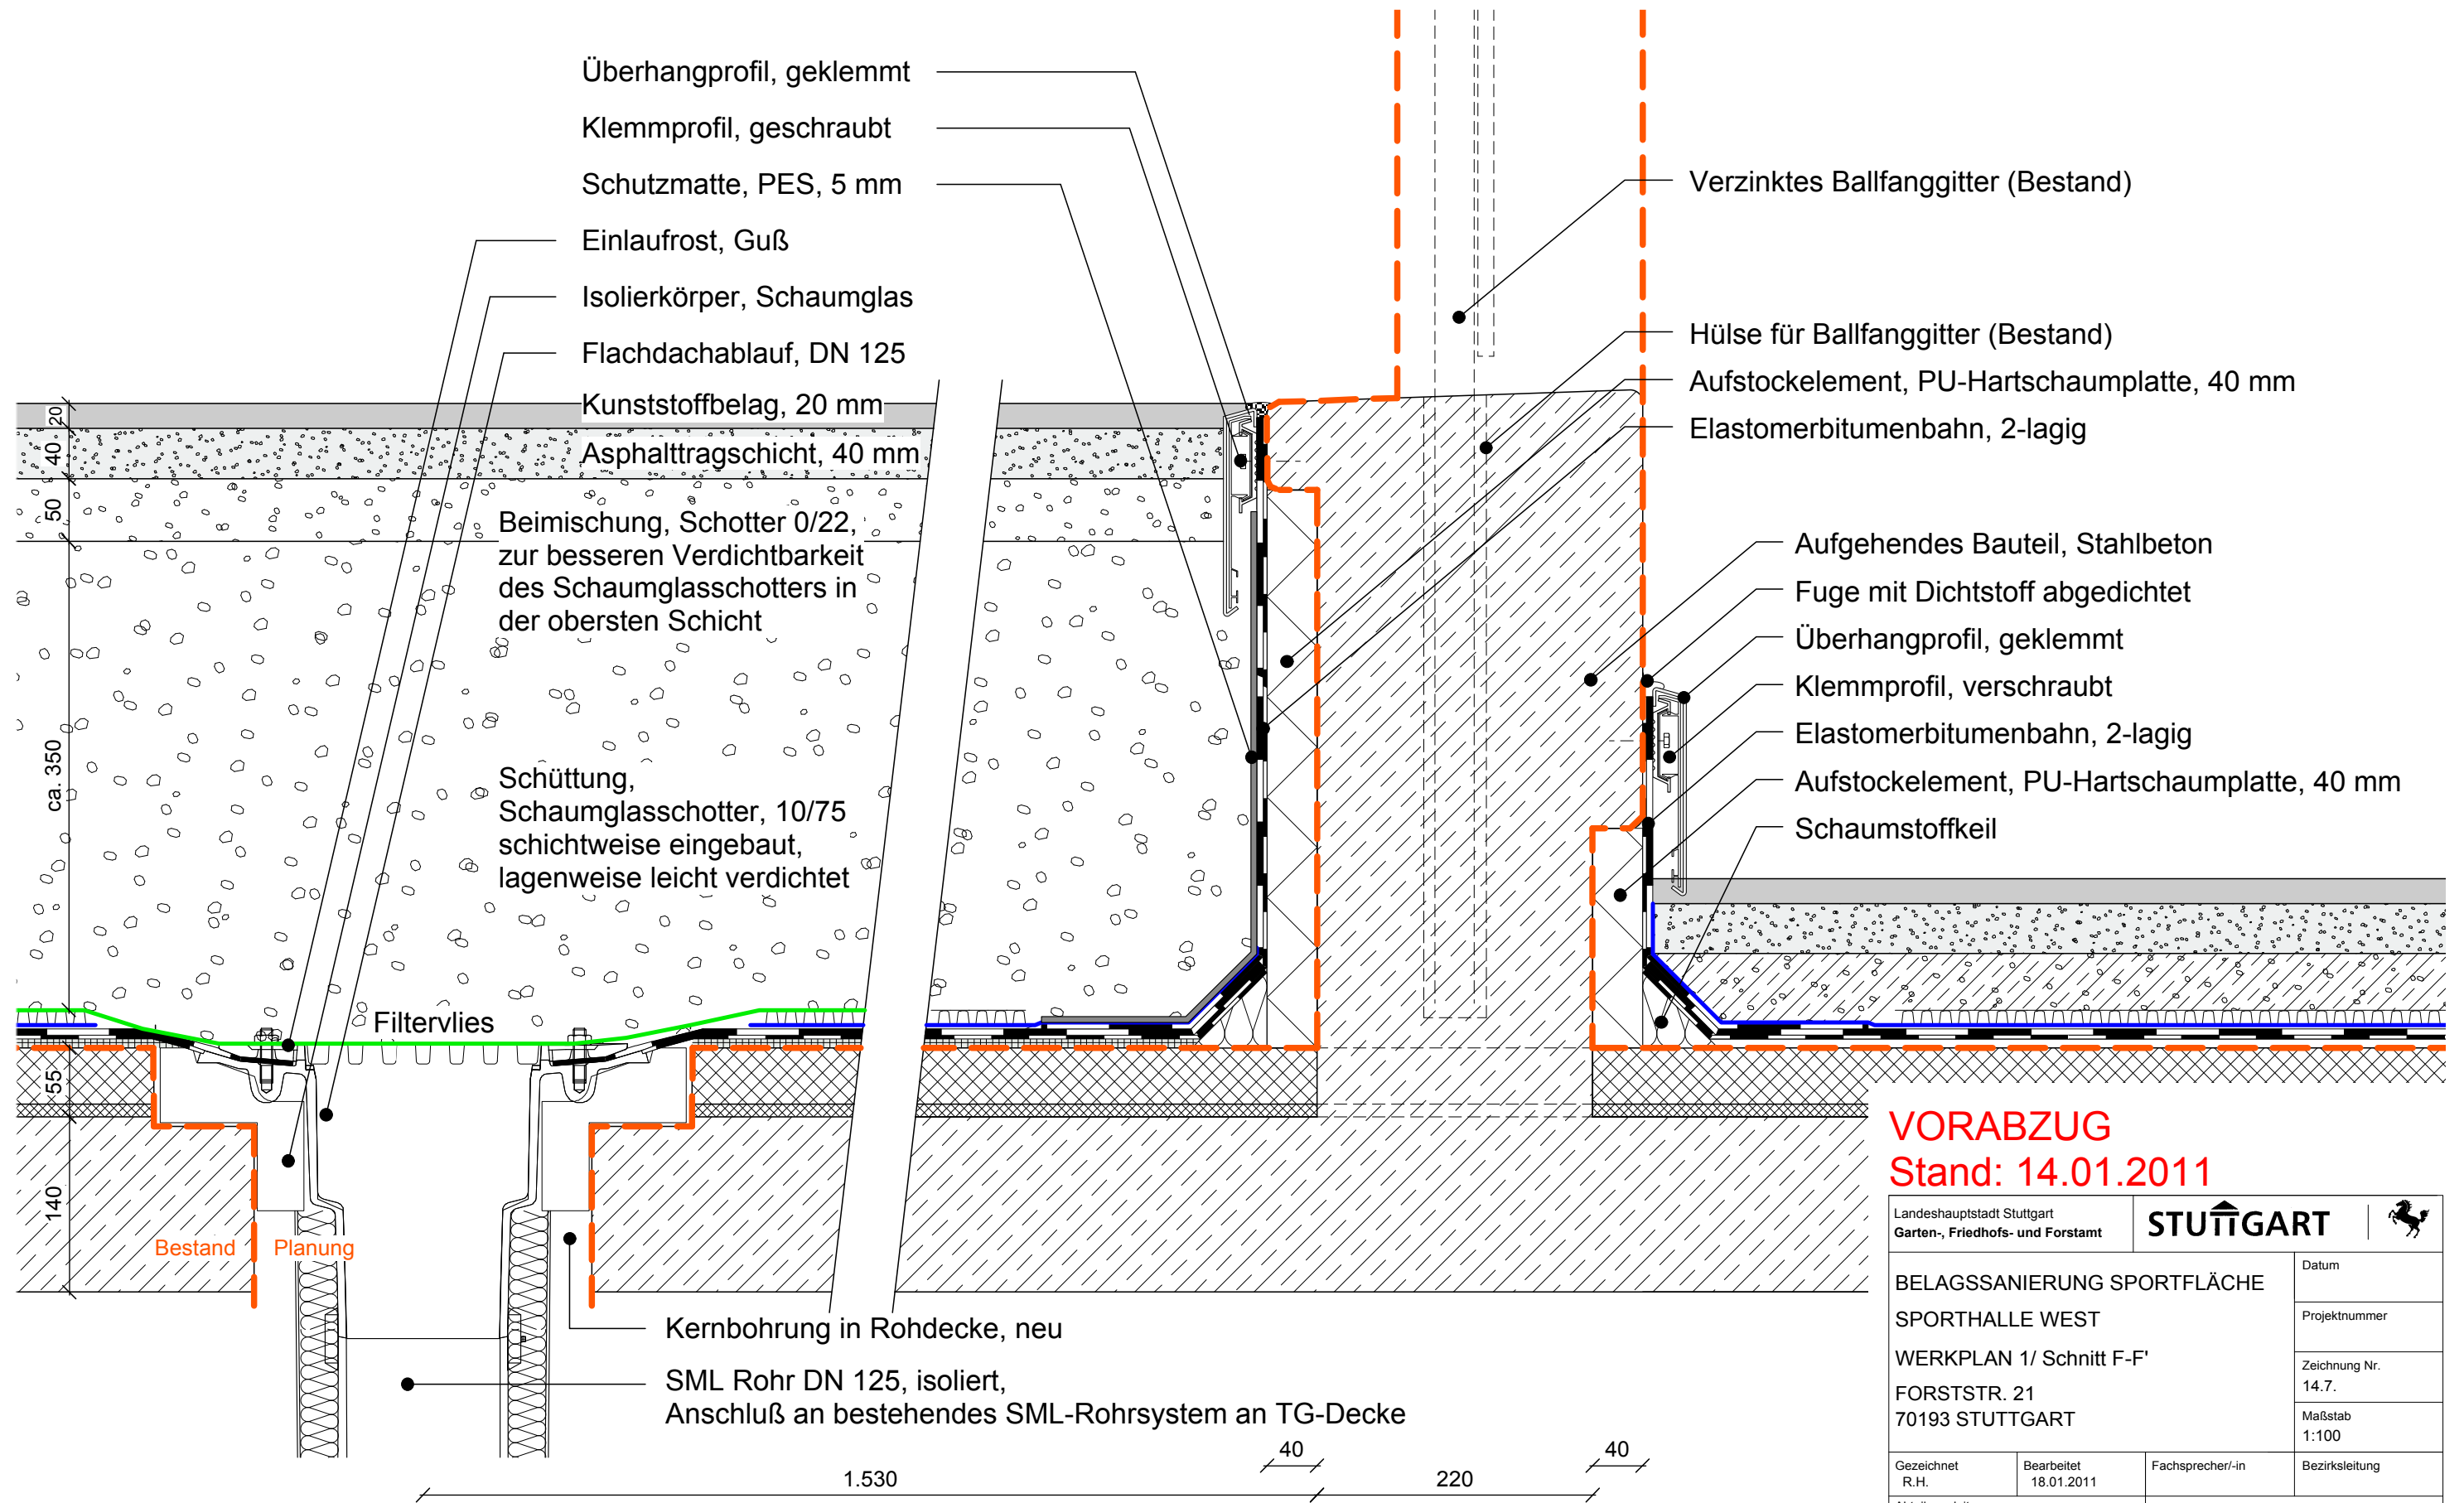 Überhangprofil, geklemmt
Klemmprofil, geschraubt
Schutzmatte, PES, 5 mm
Einlaufrost, Guß
Isolierkörper, Schaumglas
Flachdachablauf, DN 125
Kunststoffbelag, 20 mm
Asphalttragschicht, 40 mm
Beimischung, Schotter 0/22,
zur besseren Verdichtbarkeit
des Schaumglasschotters in
der obersten Schicht
Schüttung,
Schaumglasschotter, 10/75
schichtweise eingebaut,
lagenweise leicht verdichtet
Filtervlies
20
40
50
ca. 350
55
140
Bestand
Planung
Kernbohrung in Rohdecke, neu
SML Rohr DN 125, isoliert,
Anschluß an bestehendes SML-Rohrsystem an TG-Decke
1.530
40
220
40
Verzinktes Ballfanggitter (Bestand)
Hülse für Ballfanggitter (Bestand)
Aufstockelement, PU-Hartschaumplatte, 40 mm
Elastomerbitumenbahn, 2-lagig
Aufgehendes Bauteil, Stahlbeton
Fuge mit Dichtstoff abgedichtet
Überhangprofil, geklemmt
Klemmprofil, verschraubt
Elastomerbitumenbahn, 2-lagig
Aufstockelement, PU-Hartschaumplatte, 40 mm
Schaumstoffkeil
VORABZUG
Stand: 14.01.2011
Landeshauptstadt Stuttgart
Garten-, Friedhofs- und Forstamt
STUTTGART
BELAGSSANIERUNG SPORTFLÄCHE
SPORTHALLE WEST
WERKPLAN 1/ Schnitt F-F'
FORSTSTR. 21
70193 STUTTGART
Datum
Projektnummer
Zeichnung Nr.
14.7.
Maßstab
1:100
Gezeichnet
R.H.
Bearbeitet
18.01.2011
Fachsprecher/-in
Bezirksleitung